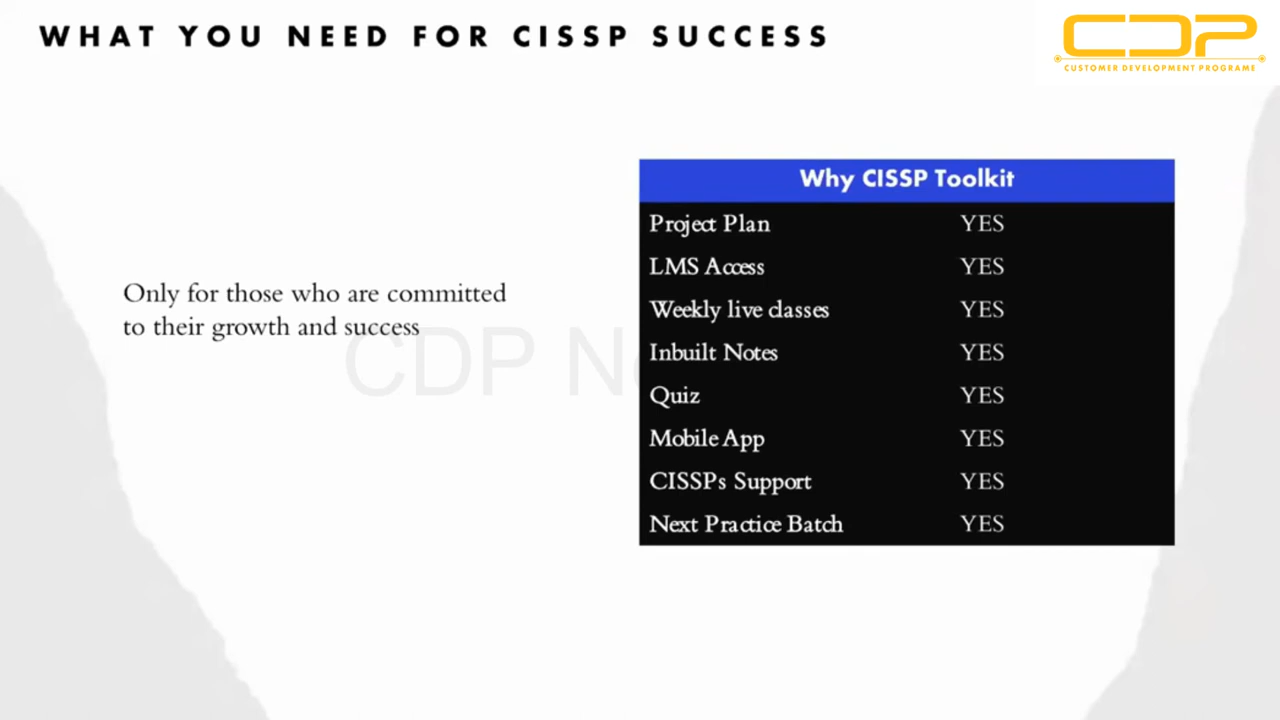 WHAT YOU NEED FOR CISSP SUCCESS
CDP
CUSTOMER DEVELOPMENT PROGRAME
Only for those who are committed
to their growth and success
CDP
Why CISSP Toolkit
Project Plan YES
LMS Access YES
Weekly live classes YES
Inbuilt Notes YES
Quiz YES
Mobile App YES
CISSPs Support YES
Next Practice Batch YES